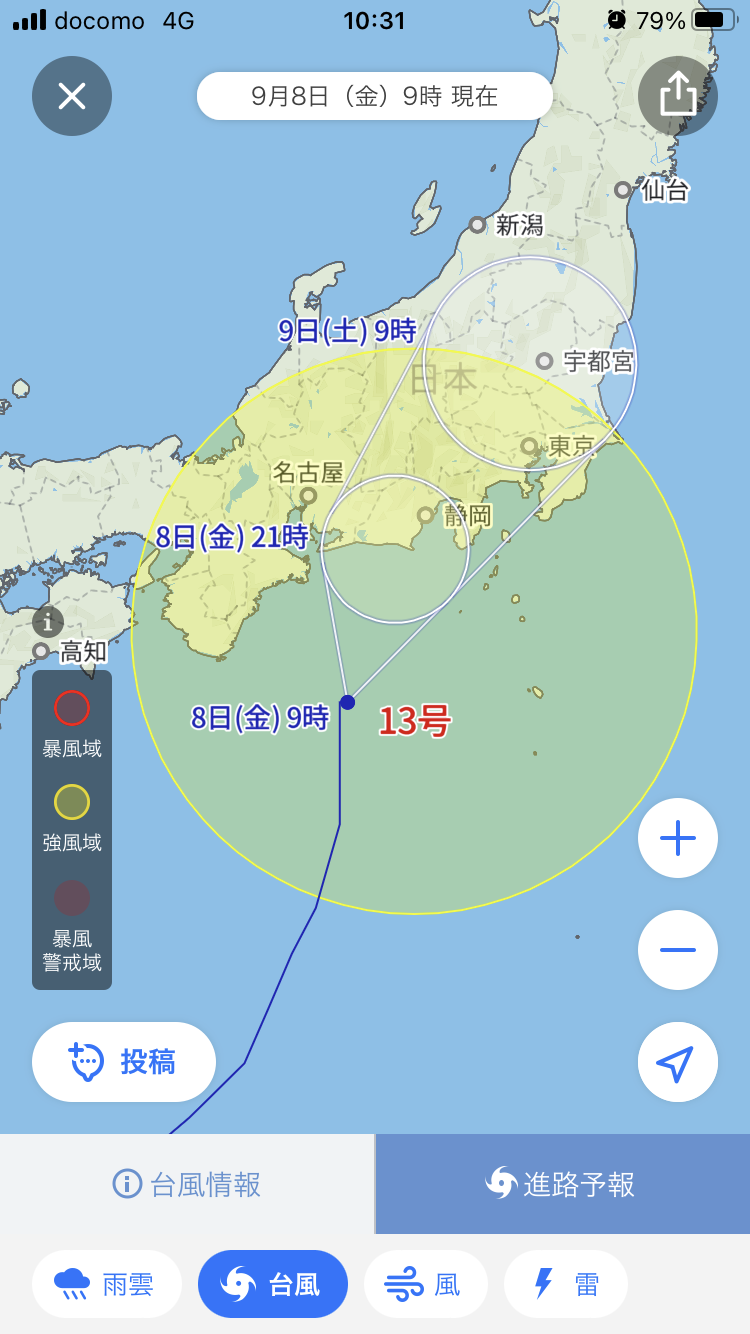 docomo 4G 10:31 79%
9月8日（金）9時 現在
仙台
新潟
9日(土) 9時
宇都宮
日本
東京
名古屋
静岡
8日(金) 21時
高知
8日(金) 9時
13号
暴風域
強風域
暴風
警戒域
投稿
台風情報
進路予報
雨雲
台風
風
雷